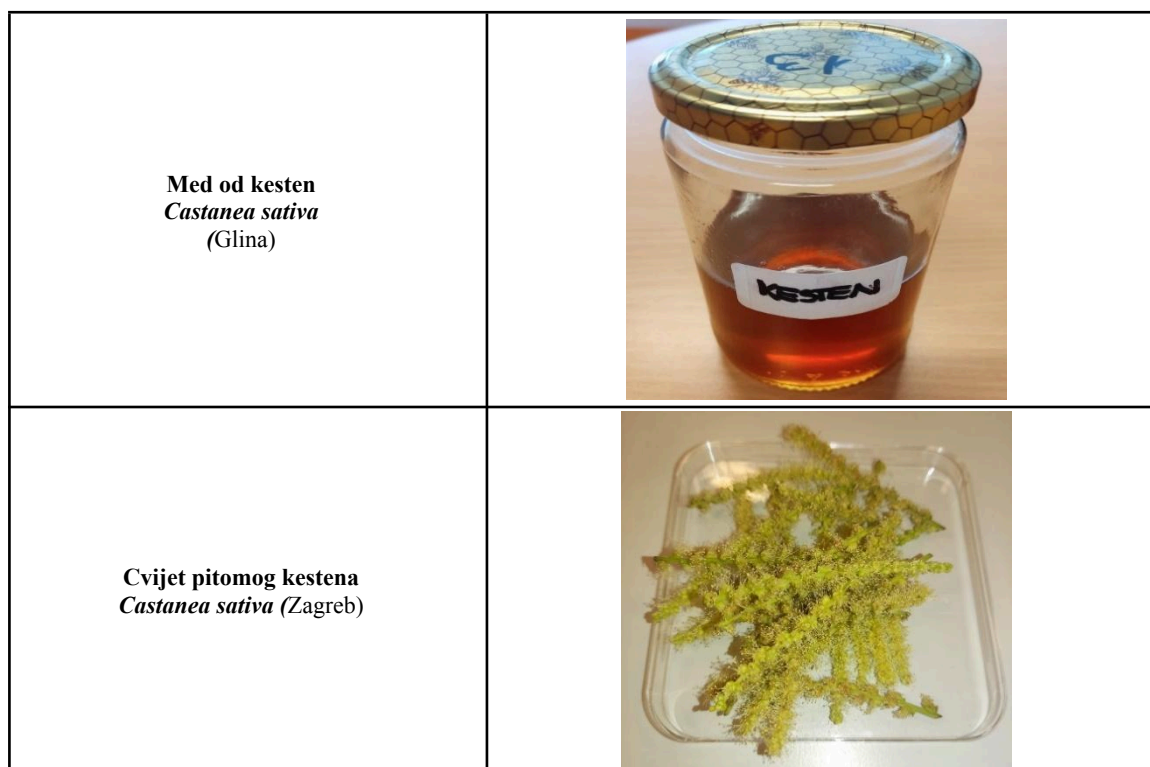 Med od kesten
Castanea sativa
(Glina)
KESTEN
Cvijet pitomog kestena
Castanea sativa (Zagreb)